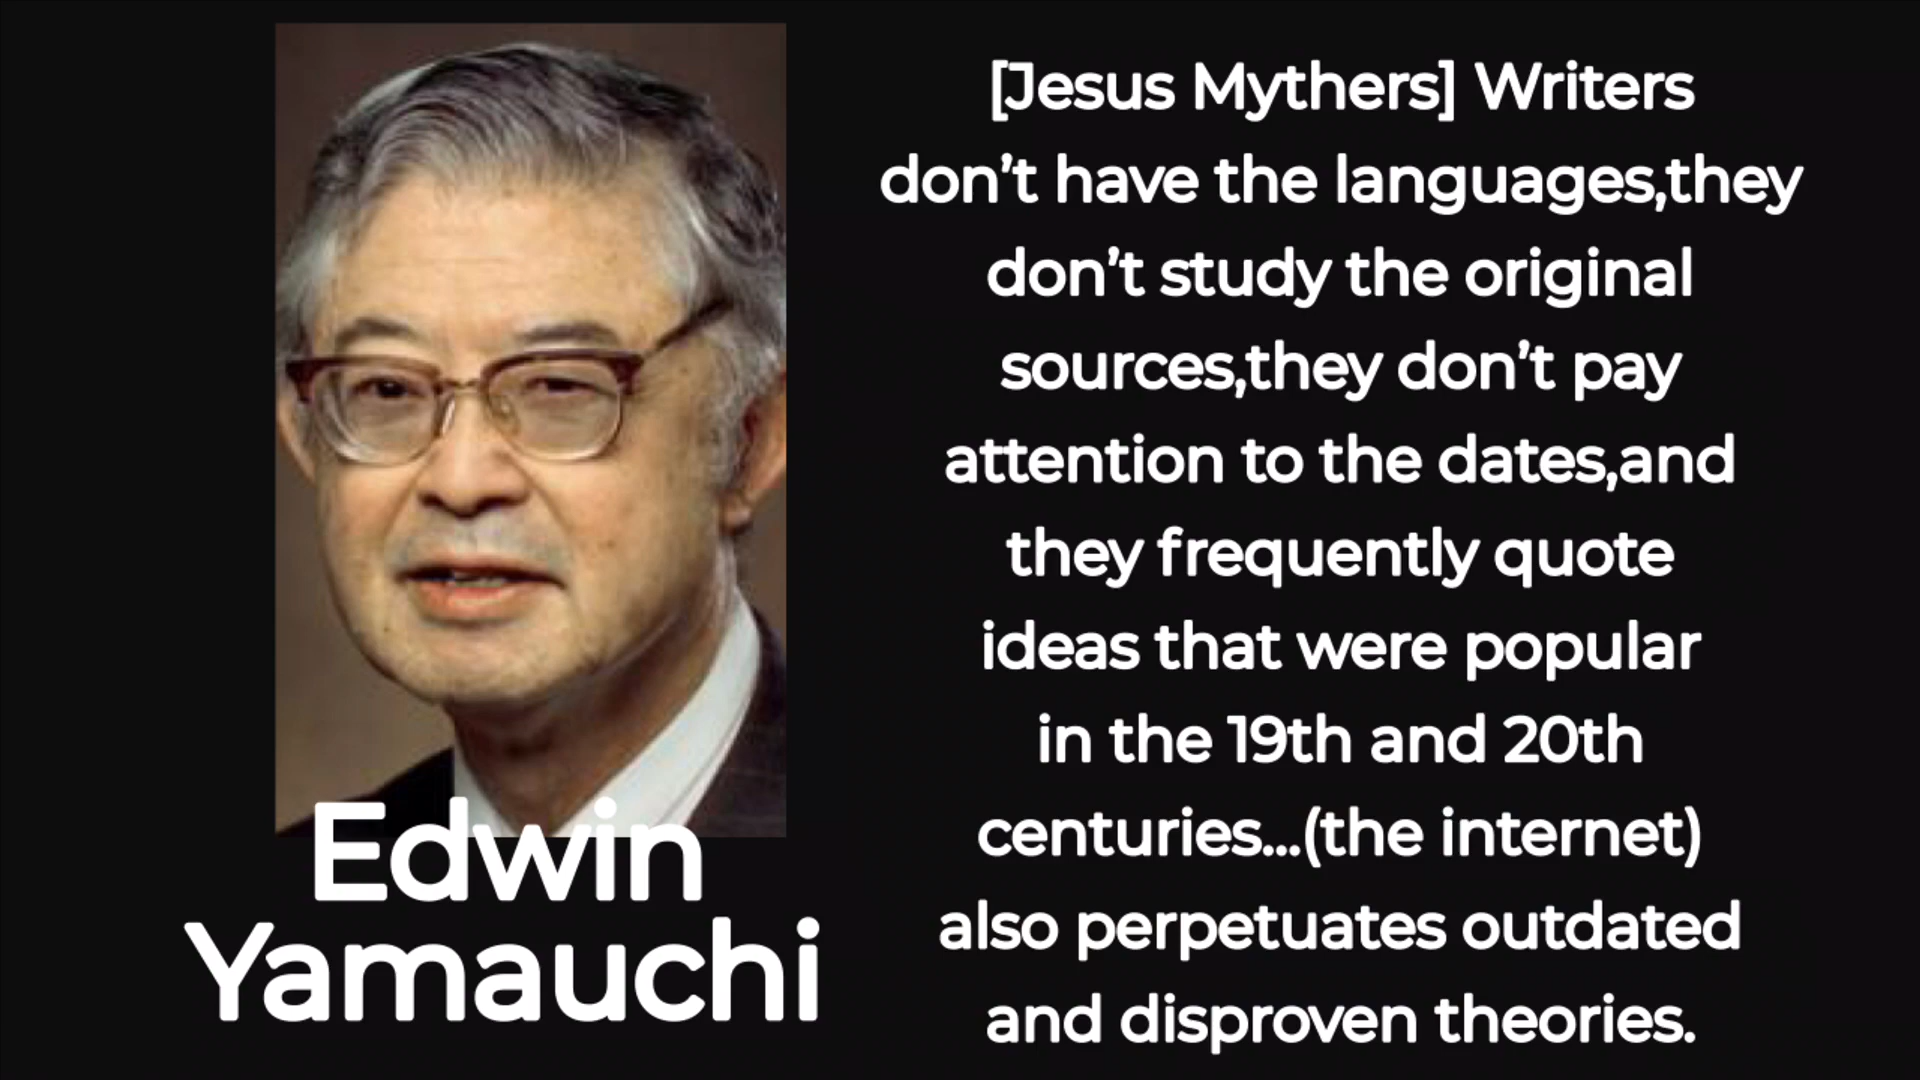 Edwin
Yamauchi
[Jesus Mythers] Writers
don't have the languages,they
don't study the original
sources,they don't pay
attention to the dates,and
they frequently quote
ideas that were popular
in the 19th and 20th
centuries...(the internet)
also perpetuates outdated
and disproven theories.